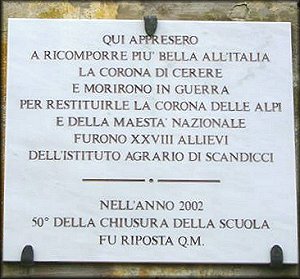 QUI APPRESERO
A RICOMPORRE PIU' BELLA ALL'ITALIA
LA CORONA DI CERERE
E MORIRONO IN GUERRA
PER RESTITUIRLE LA CORONA DELLE ALPI
E DELLA MAESTA' NAZIONALE
FURONO XXVIII ALLIEVI
DELL'ISTITUTO AGRARIO DI SCANDICCI
NELL'ANNO 2002
50° DELLA CHIUSURA DELLA SCUOLA
FU RIPOSTA Q.M.